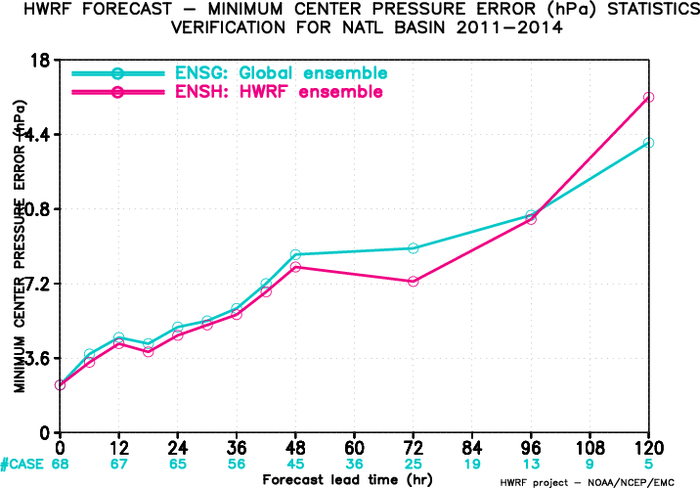 HWRF FORECAST – MINIMUM CENTER PRESSURE ERROR (hPa) STATISTICS
VERIFICATION FOR NATL BASIN 2011–2014
ENSG: Global ensemble
ENSH: HWRF ensemble
MINIMUM CENTER PRESSURE ERROR (hPa)
18
14.4
10.8
7.2
3.6
0
0 12 24 36 48 60 72 84 96 108 120
#CASE 68 67 65 56 45 36 25 19 13 9 5
Forecast lead time (hr)
HWRF project – NOAA/NCEP/EMC